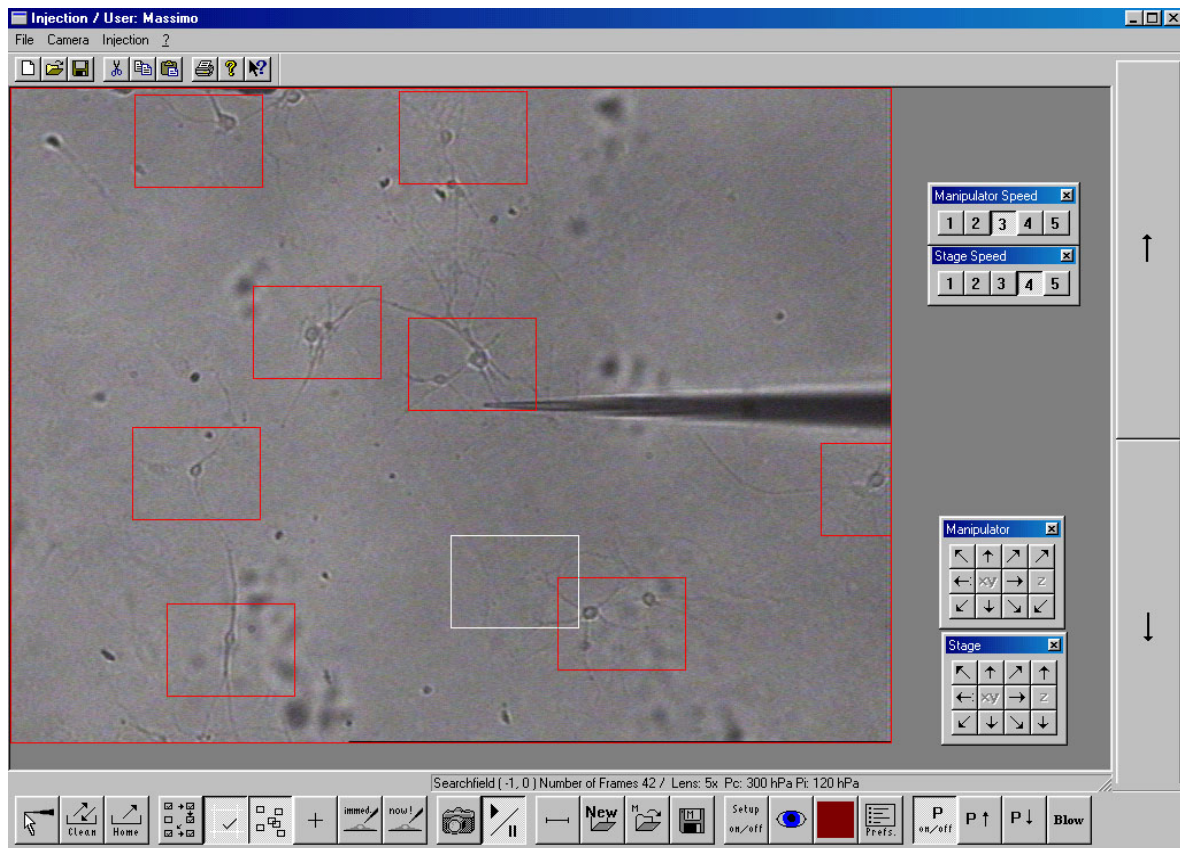 Injection / User: Massimo
File Camera Injection ?
Manipulator Speed
1 2 3 4 5
Stage Speed
1 2 3 4 5
Manipulator
xy z
Stage
xy z
Searchfield ( -1, 0 ) Number of Frames 42 / Lens: 5x Pc: 300 hPa Pi: 120 hPa
Clean Home immed. now! New M M Setup on/off Prefs. P on/off P↑ P↓ Blow